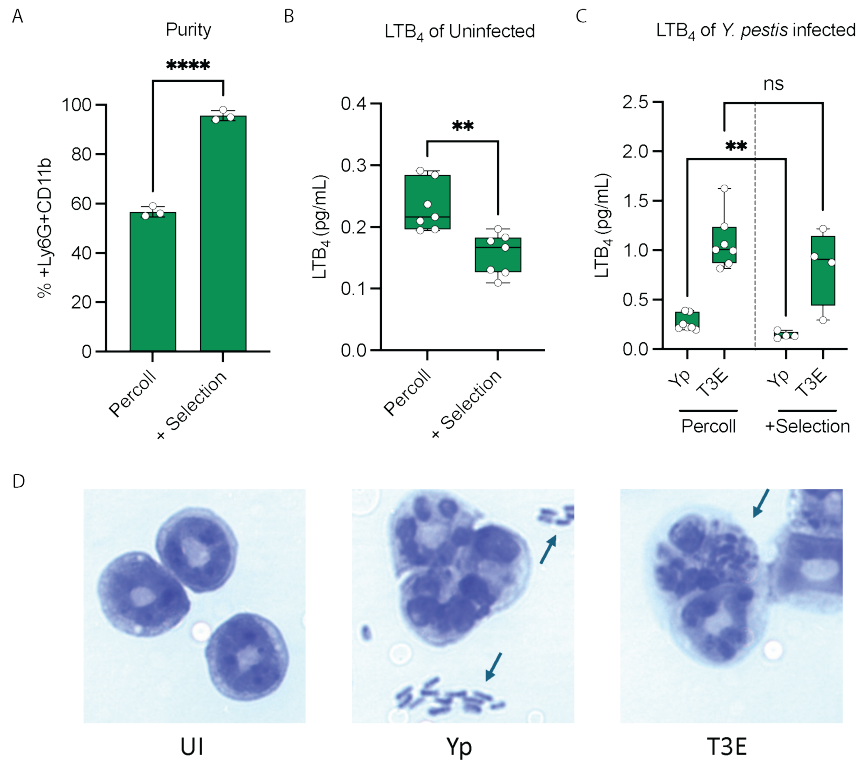 A
Purity
****
% +Ly6G+CD11b
100
80
60
40
20
0
Percoll
+ Selection
B
LTB4 of Uninfected
**
LTB4 (pg/mL)
0.4
0.3
0.2
0.1
0.0
Percoll
+ Selection
C
LTB4 of Y. pestis infected
ns
**
LTB4 (pg/mL)
2.5
2.0
1.5
1.0
0.5
0.0
Yp
T3E
Yp
T3E
Percoll
+Selection
D
UI
Yp
T3E